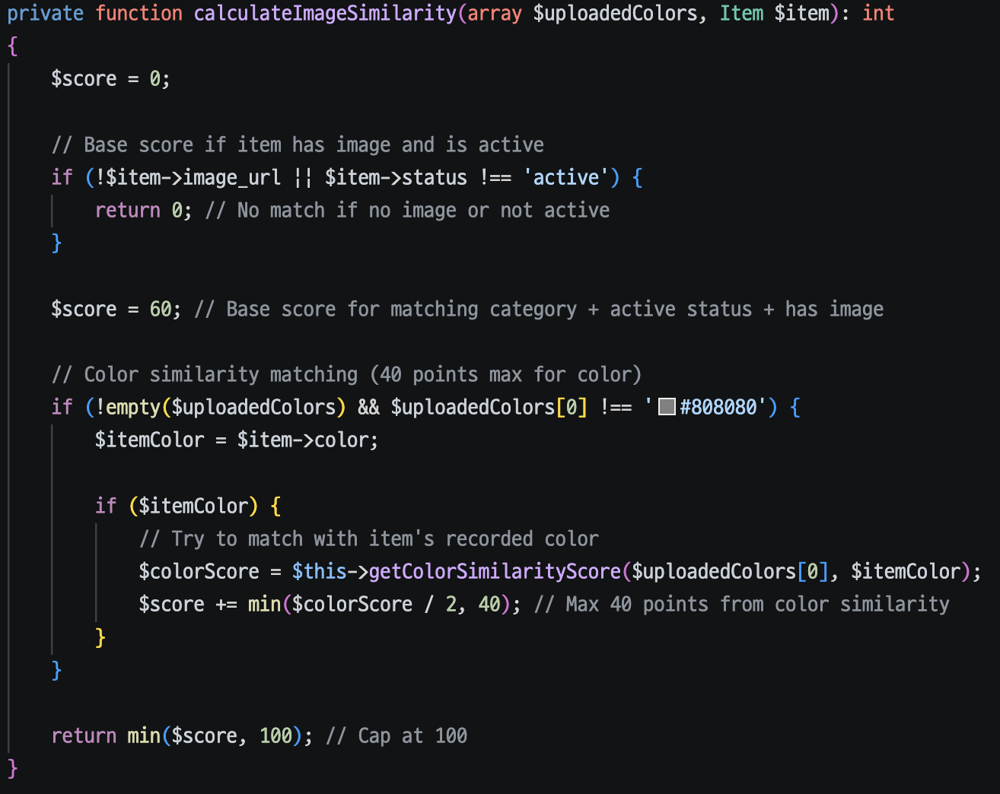 private function calculateImageSimilarity(array $uploadedColors, Item $item): int
{
    $score = 0;

    // Base score if item has image and is active
    if (!$item->image_url || $item->status !== 'active') {
        return 0; // No match if no image or not active
    }

    $score = 60; // Base score for matching category + active status + has image

    // Color similarity matching (40 points max for color)
    if (!empty($uploadedColors) && $uploadedColors[0] !== '#808080') {
        $itemColor = $item->color;

        if ($itemColor) {
            // Try to match with item's recorded color
            $colorScore = $this->getColorSimilarityScore($uploadedColors[0], $itemColor);
            $score += min($colorScore / 2, 40); // Max 40 points from color similarity
        }
    }

    return min($score, 100); // Cap at 100
}